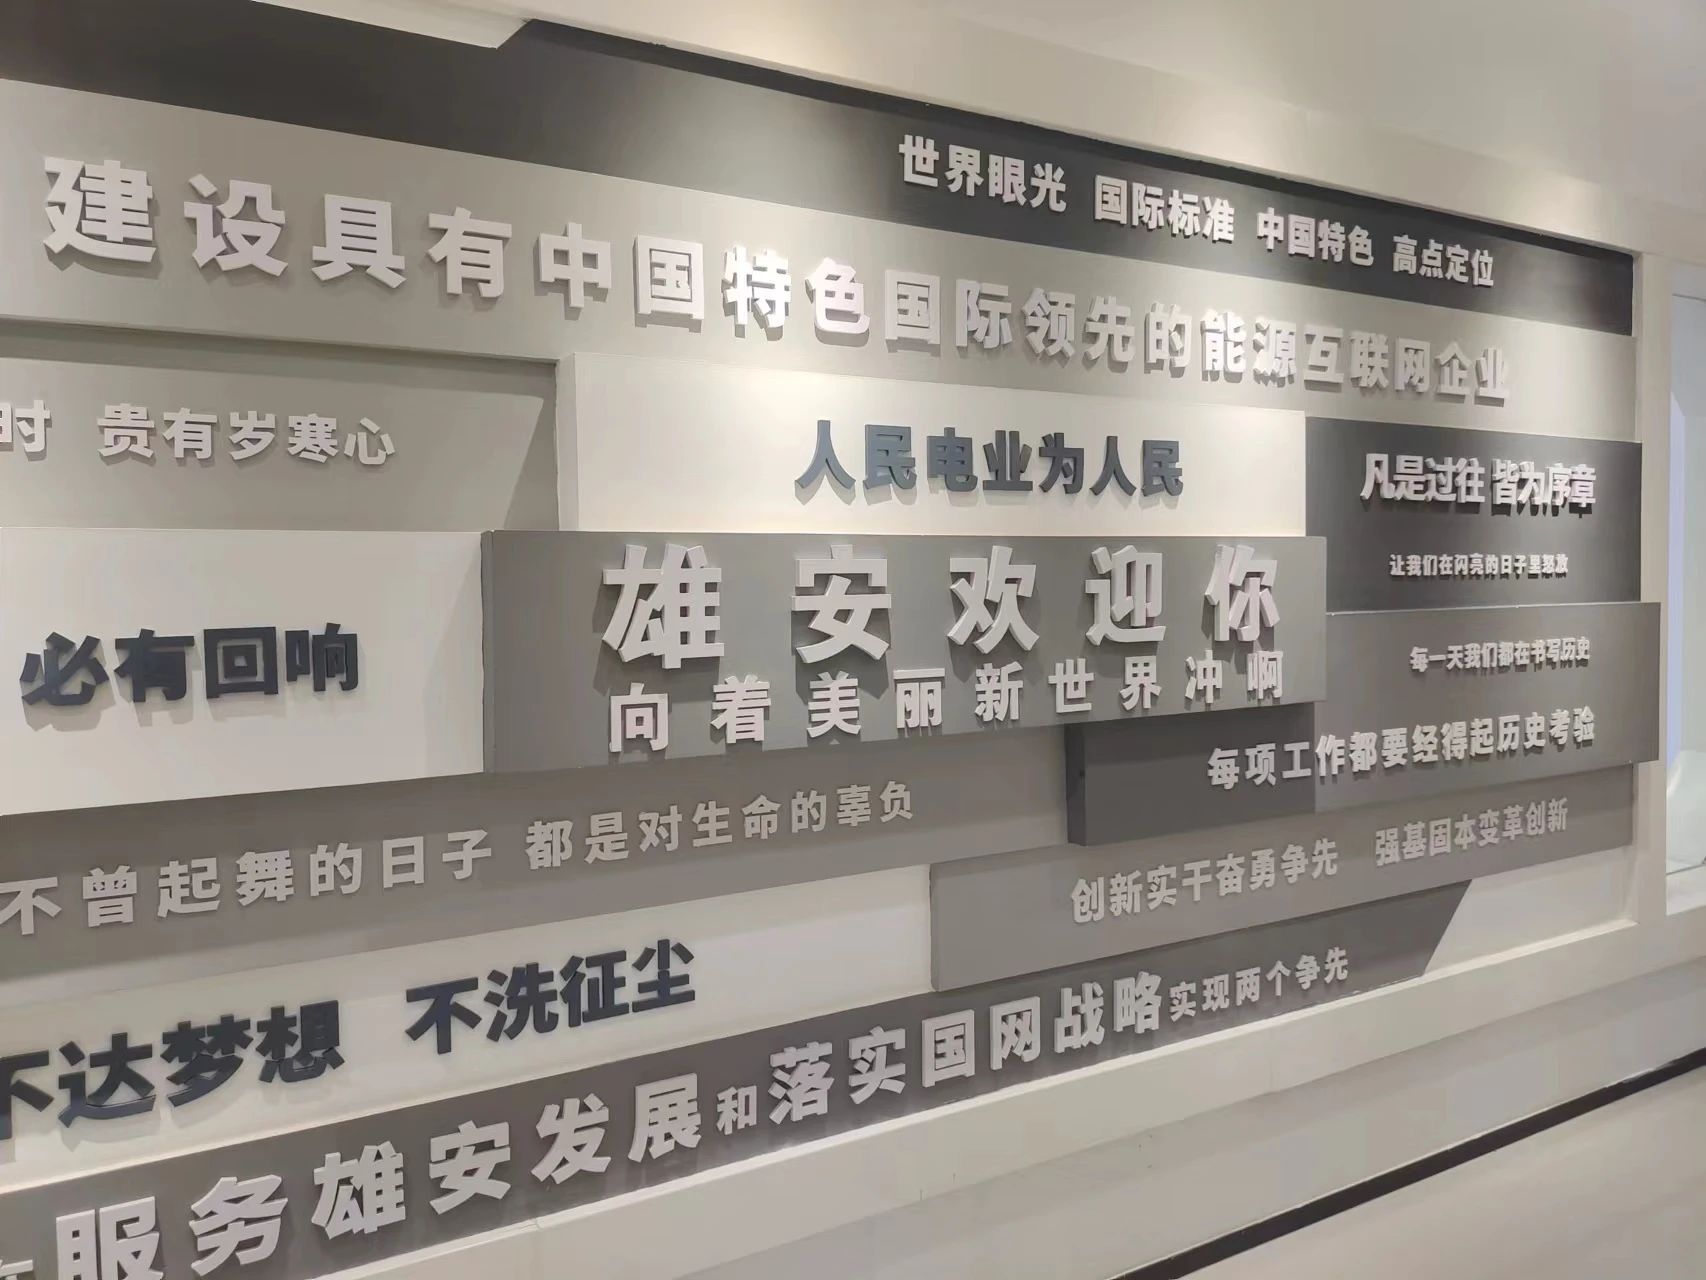 世界眼光 国际标准 中国特色 高点定位
建设具有中国特色国际领先的能源互联网企业
时 贵有岁寒心
人民电业为人民
凡是过往 皆为序章
让我们在闪亮的日子里怒放
必有回响
雄安欢迎你
向着美丽新世界冲啊
每一天我们都在书写历史
每项工作都要经得起历史考验
不曾起舞的日子 都是对生命的辜负
创新实干奋勇争先 强基固本变革创新
不达梦想 不洗征尘
服务雄安发展和落实国网战略实现两个争先